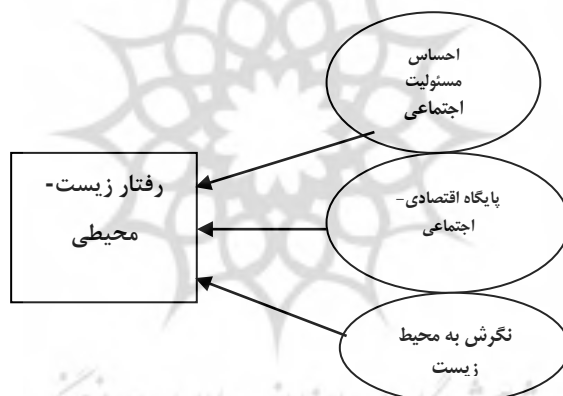 احساس
مسئولیت
اجتماعی
رفتار زیست-
محیطی
پایگاه اقتصادی-
اجتماعی
نگرش به محیط
زیست